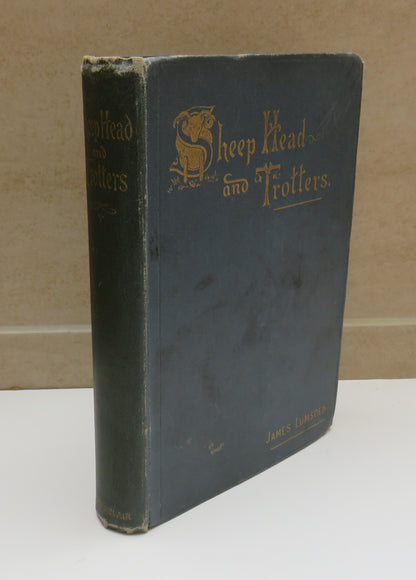 Sheep Head
and
Trotters
Sheep Head
and Trotters.
JAMES LUMSDEN